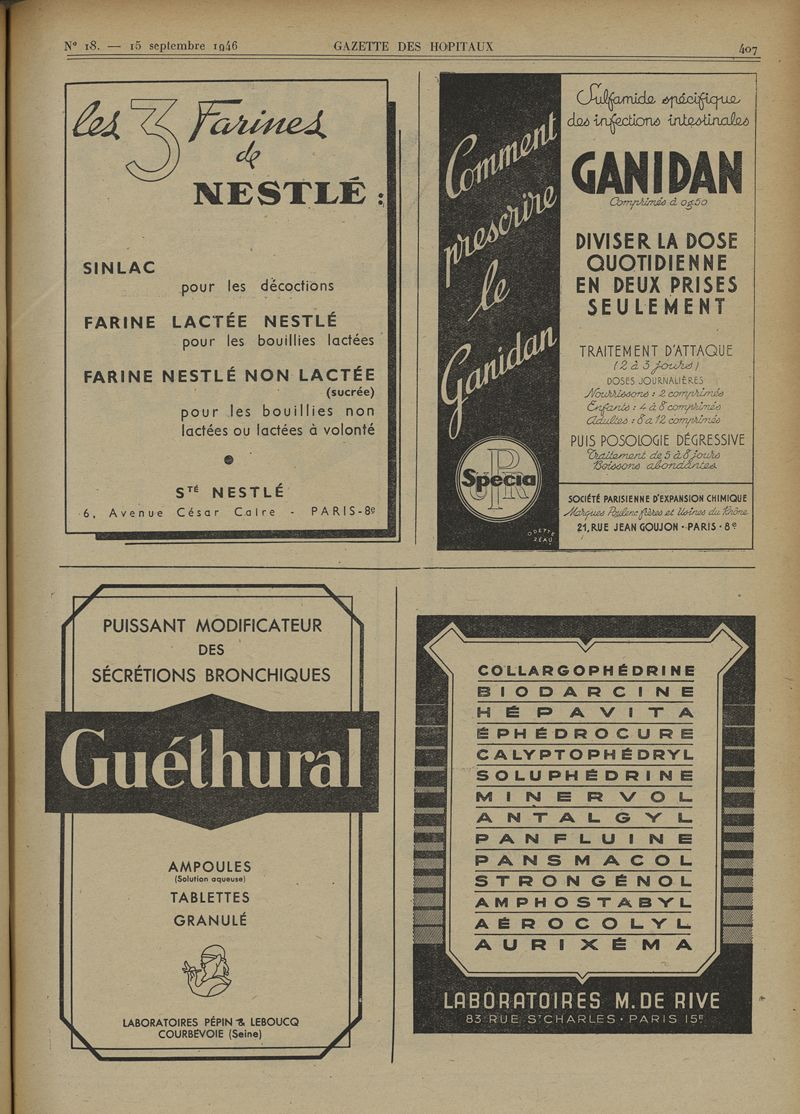 N° 18. — 15 septembre 1946 GAZETTE DES HOPITAUX 407
les 3 Farines
de
NESTLÉ :
SINLAC
pour les décoctions
FARINE LACTÉE NESTLÉ
pour les bouillies lactées
FARINE NESTLÉ NON LACTÉE
(sucrée)
pour les bouillies non
lactées ou lactées à volonté
STÉ NESTLÉ
6, Avenue César Caire - PARIS-8e
Comment
prescrire
le
Ganidan
SPECIA
UPR
ODETTE
ZÉAU
Sulfamide spécifique
des infections intestinales
GANIDAN
Comprimés à 0g50
DIVISER LA DOSE
QUOTIDIENNE
EN DEUX PRISES
SEULEMENT
TRAITEMENT D'ATTAQUE
(2 à 3 jours)
DOSES JOURNALIÈRES
Nourrissons : 2 comprimés
Enfants : 4 à 8 comprimés
Adultes : 8 à 12 comprimés
PUIS POSOLOGIE DÉGRESSIVE
Traitement de 5 à 8 jours
Boissons abondantes
SOCIÉTÉ PARISIENNE D'EXPANSION CHIMIQUE
Marques Poulenc frères et Usines du Rhône
21, RUE JEAN GOUJON · PARIS · 8e
PUISSANT MODIFICATEUR
DES
SÉCRÉTIONS BRONCHIQUES
Guéthural
AMPOULES
(Solution aqueuse)
TABLETTES
GRANULÉ
LABORATOIRES PÉPIN & LEBOUCQ
COURBEVOIE (Seine)
COLLARGOPHÉDRINE
BIODARCINE
HÉPAVITA
ÉPHÉDROCURE
CALYPTOPHÉDRYL
SOLUPHÉDRINE
MINERVOL
ANTALGYL
PANFLUINE
PANSMACOL
STRONGÉNOL
AMPHOSTABYL
AÉROCOLYL
AURIXÉMA
LABORATOIRES M. DE RIVE
83 RUE ST CHARLES · PARIS 15E